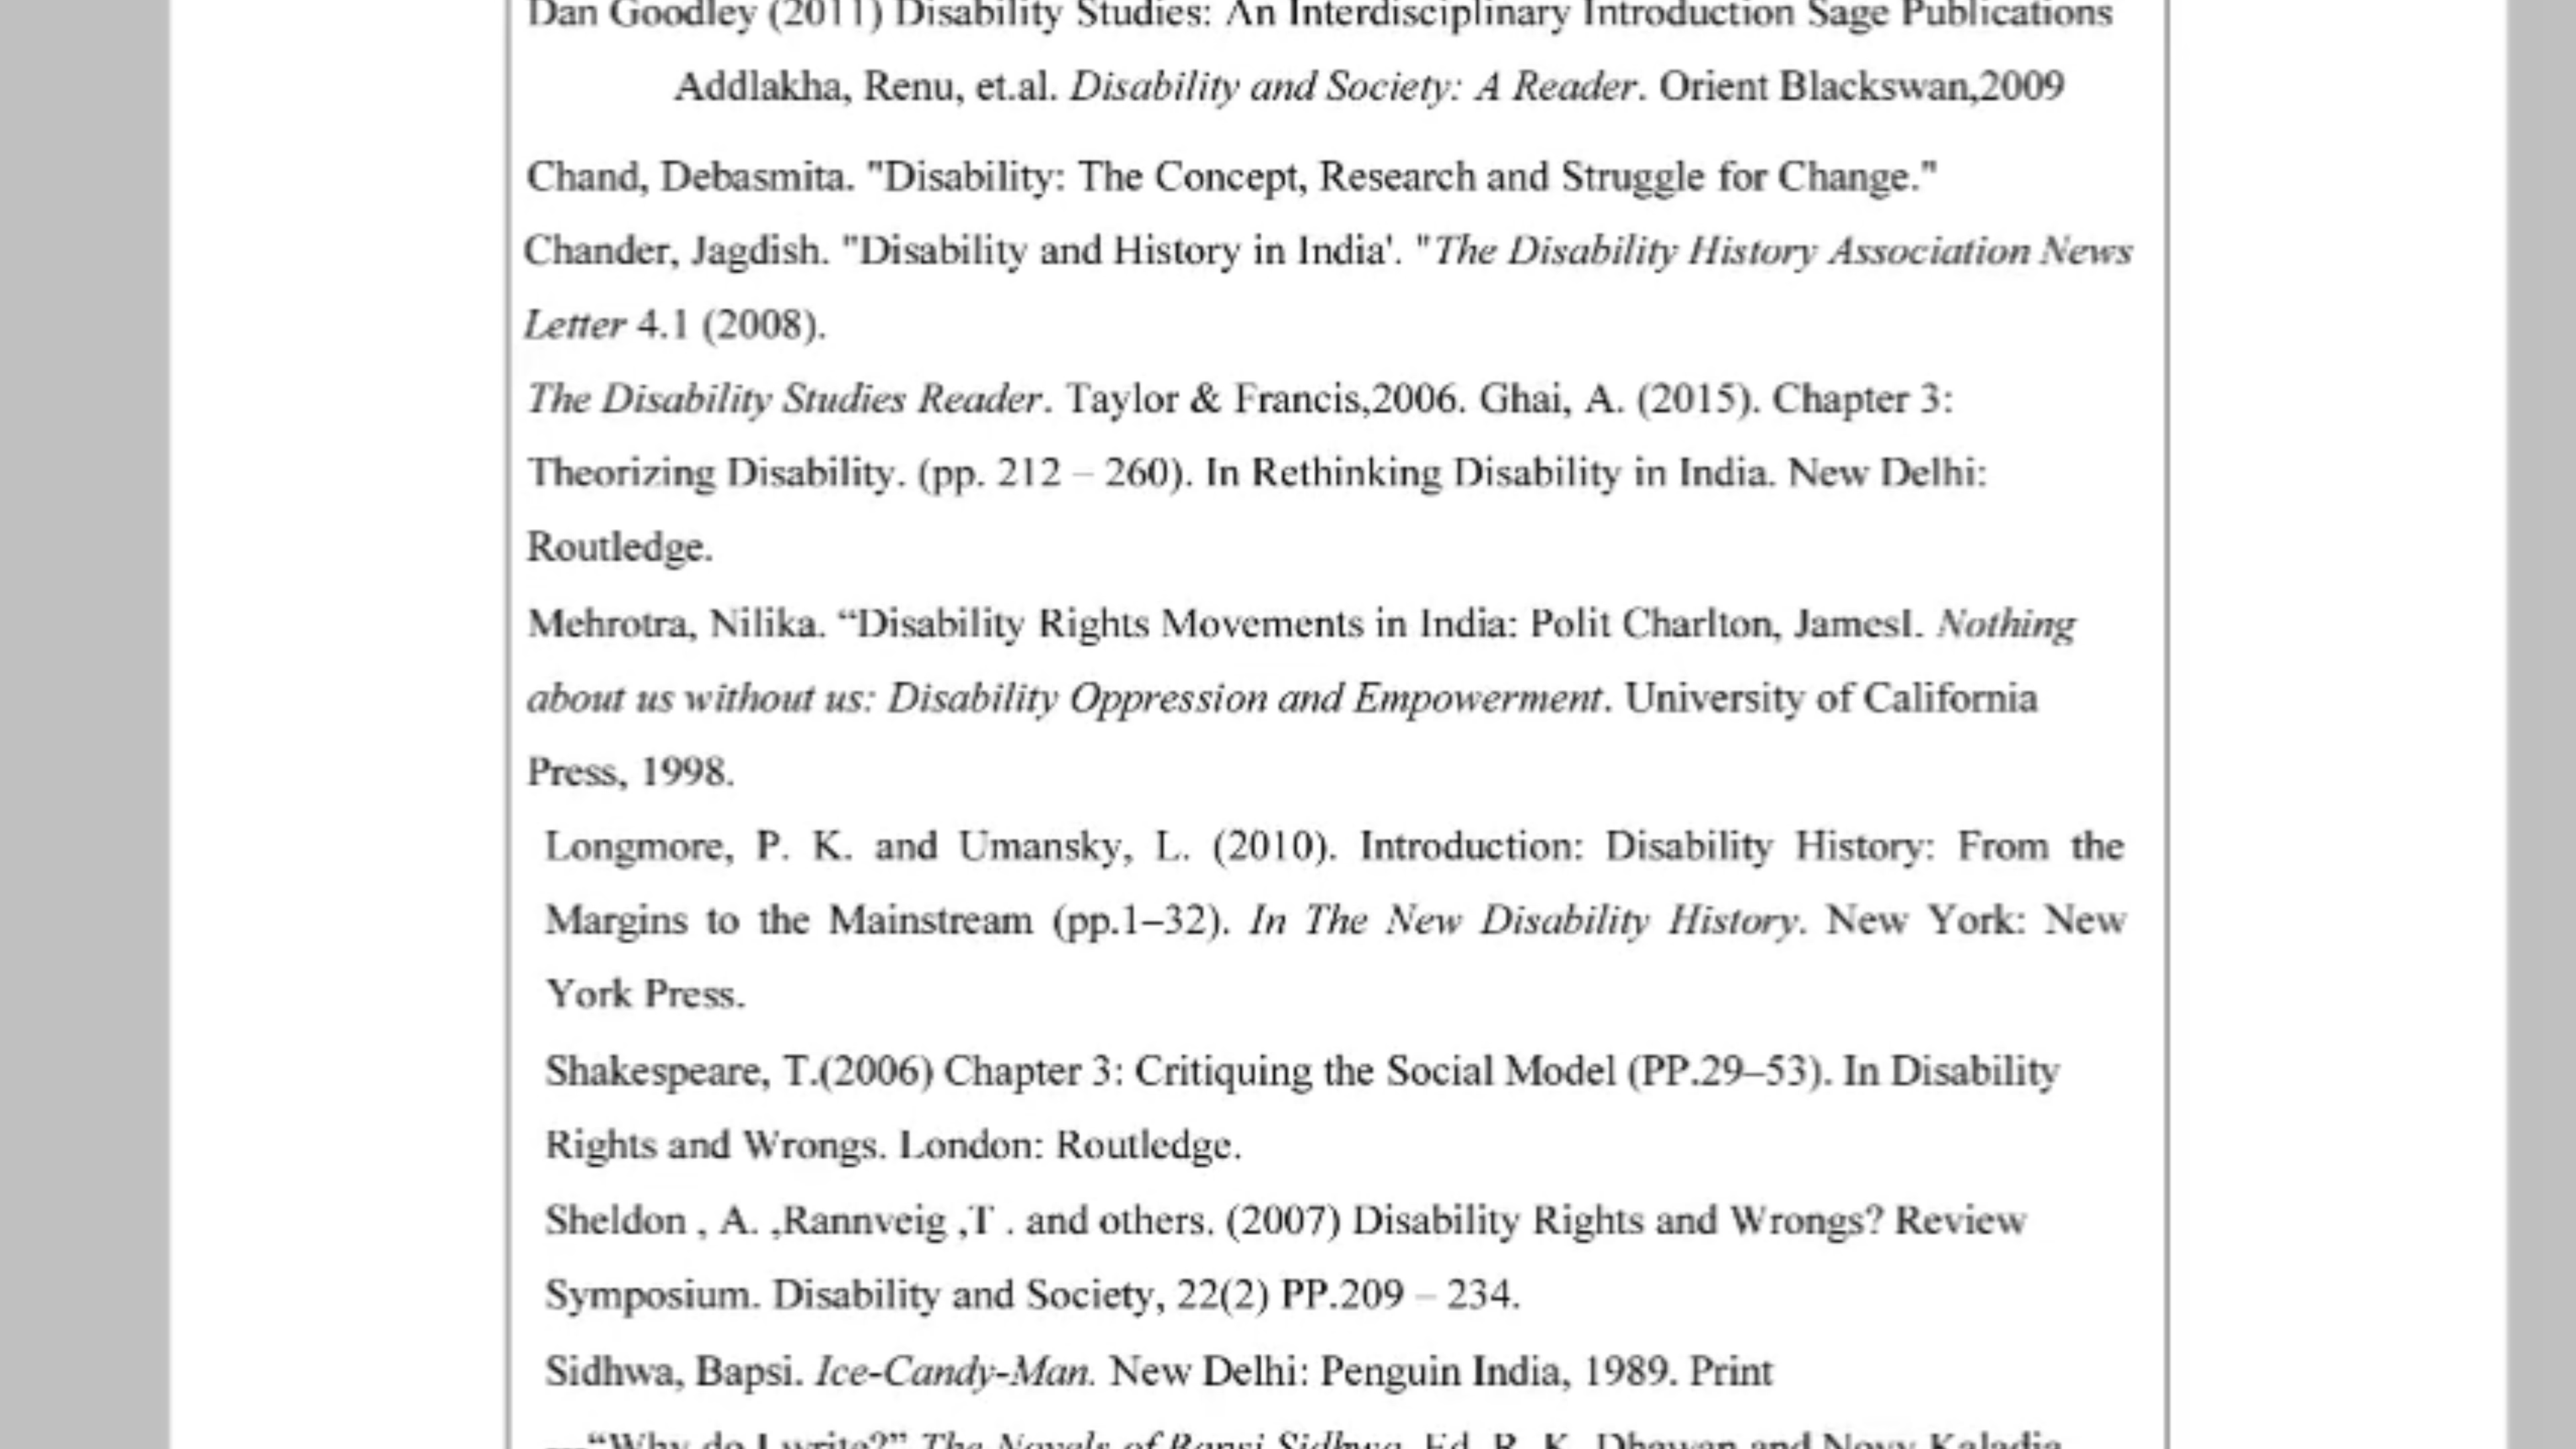 Dan Goodley (2011) Disability Studies: An Interdisciplinary Introduction Sage Publications
Addlakha, Renu, et.al. Disability and Society: A Reader. Orient Blackswan,2009
Chand, Debasmita. "Disability: The Concept, Research and Struggle for Change."
Chander, Jagdish. "Disability and History in India'. "The Disability History Association News
Letter 4.1 (2008).
The Disability Studies Reader. Taylor & Francis,2006. Ghai, A. (2015). Chapter 3:
Theorizing Disability. (pp. 212 – 260). In Rethinking Disability in India. New Delhi:
Routledge.
Mehrotra, Nilika. “Disability Rights Movements in India: Polit Charlton, JamesI. Nothing
about us without us: Disability Oppression and Empowerment. University of California
Press, 1998.
Longmore, P. K. and Umansky, L. (2010). Introduction: Disability History: From the
Margins to the Mainstream (pp.1–32). In The New Disability History. New York: New
York Press.
Shakespeare, T.(2006) Chapter 3: Critiquing the Social Model (PP.29–53). In Disability
Rights and Wrongs. London: Routledge.
Sheldon , A. ,Rannveig ,T . and others. (2007) Disability Rights and Wrongs? Review
Symposium. Disability and Society, 22(2) PP.209 – 234.
Sidhwa, Bapsi. Ice-Candy-Man. New Delhi: Penguin India, 1989. Print
—“Why do I write?” The Novels of Bapsi Sidhwa. Ed. R. K. Dhawan and Novy